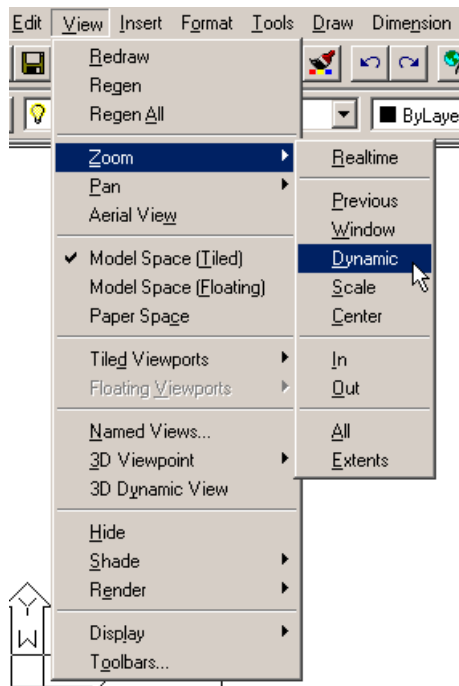 Edit View Insert Format Tools Draw Dimension
ByLaye
Redraw
Regen
Regen All
Zoom
Pan
Aerial View
Model Space (Tiled)
Model Space (Floating)
Paper Space
Tiled Viewports
Floating Viewports
Named Views...
3D Viewpoint
3D Dynamic View
Hide
Shade
Render
Display
Toolbars...
Realtime
Previous
Window
Dynamic
Scale
Center
In
Out
All
Extents
W